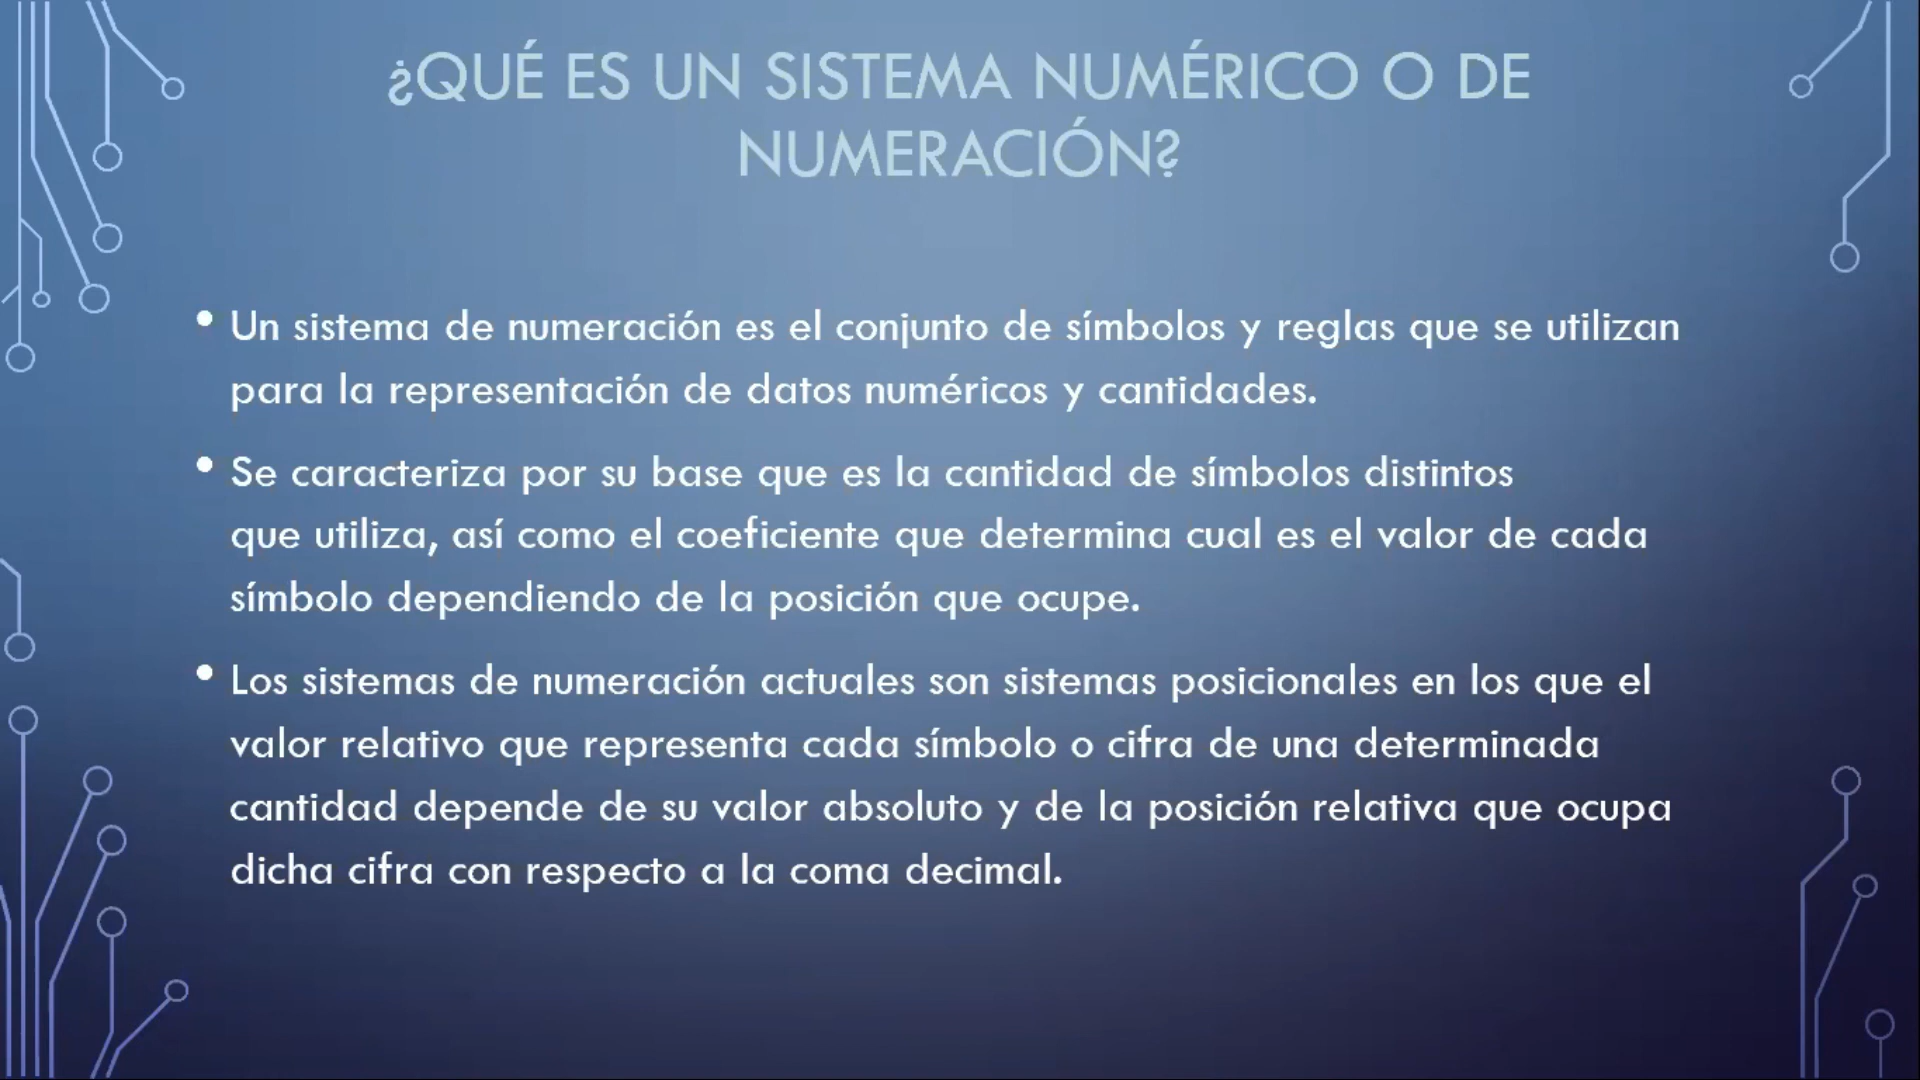 ¿QUÉ ES UN SISTEMA NUMÉRICO O DE
NUMERACIÓN?
• Un sistema de numeración es el conjunto de símbolos y reglas que se utilizan
para la representación de datos numéricos y cantidades.
• Se caracteriza por su base que es la cantidad de símbolos distintos
que utiliza, así como el coeficiente que determina cual es el valor de cada
símbolo dependiendo de la posición que ocupe.
• Los sistemas de numeración actuales son sistemas posicionales en los que el
valor relativo que representa cada símbolo o cifra de una determinada
cantidad depende de su valor absoluto y de la posición relativa que ocupa
dicha cifra con respecto a la coma decimal.